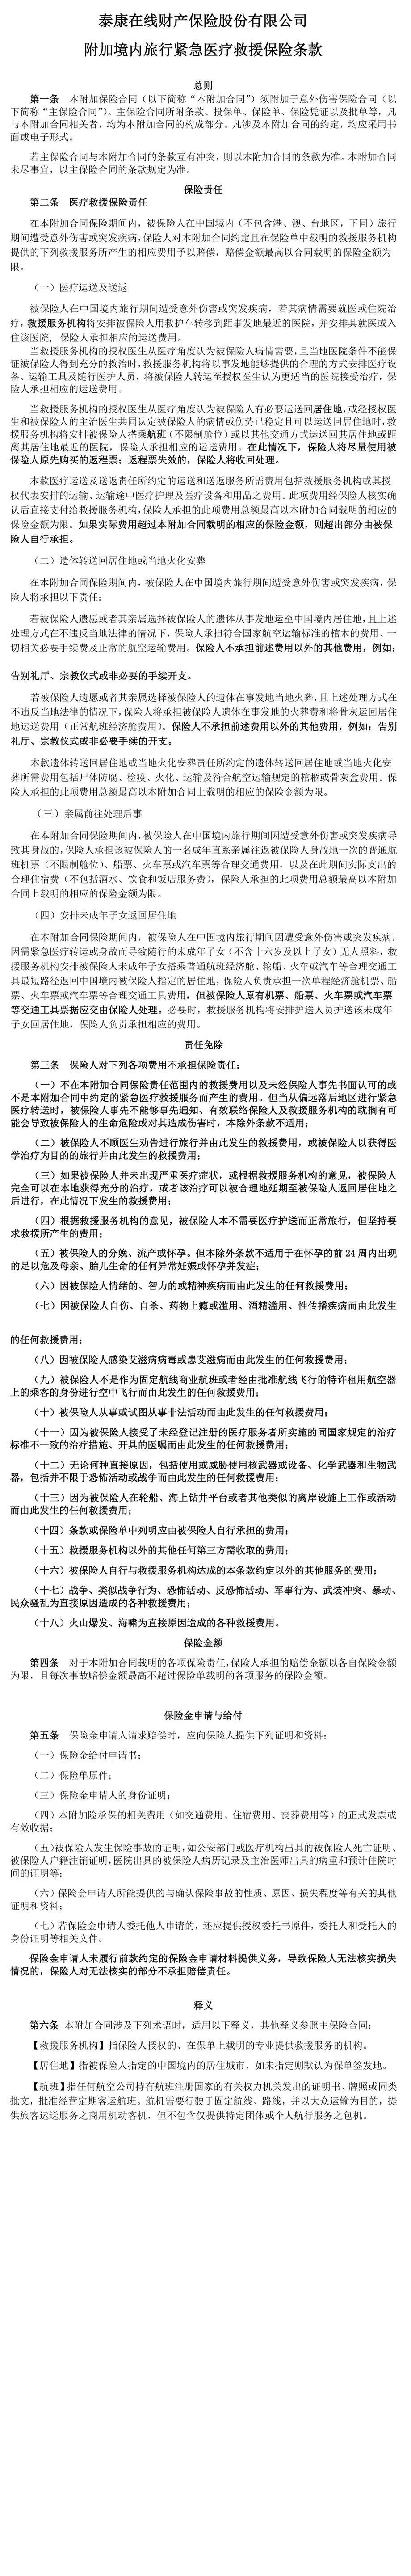 泰康在线财产保险股份有限公司
附加境内旅行紧急医疗救援保险条款
总则
第一条 本附加保险合同（以下简称“本附加合同”）须附加于意外伤害保险合同（以
下简称“主保险合同”）。主保险合同所附条款、投保单、保险单、保险凭证以及批单等，凡
与本附加合同相关者，均为本附加合同的构成部分。凡涉及本附加合同的约定，均应采用书
面或电子形式。
若主保险合同与本附加合同的条款互有冲突，则以本附加合同的条款为准。本附加合同
未尽事宜，以主保险合同的条款规定为准。
保险责任
第二条 医疗救援保险责任
在本附加合同保险期间内，被保险人在中国境内（不包含港、澳、台地区，下同）旅行
期间遭受意外伤害或突发疾病，保险人对本附加合同约定且在保险单中载明的救援服务机构
提供的下列救援服务所产生的相应费用予以赔偿，赔偿金额最高以合同载明的保险金额为
限。
（一）医疗运送及送返
被保险人在中国境内旅行期间遭受意外伤害或突发疾病，若其病情需要就医或住院治
疗，救援服务机构将安排被保险人用救护车转移到距事发地最近的医院，并安排其就医或入
住该医院，保险人承担相应的运送费用。
当救援服务机构的授权医生从医疗角度认为被保险人病情需要，且当地医院条件不能保
证被保险人得到充分的救治时，救援服务机构将以事发地能够提供的合理的方式安排医疗设
备、运输工具及随行医护人员，将被保险人转运至授权医生认为更适当的医院接受治疗，保
险人承担相应的运送费用。
当救援服务机构的授权医生从医疗角度认为被保险人有必要运送回居住地，或经授权医
生和被保险人的主治医生共同认定被保险人的病情或伤势已稳定且可以运送回居住地时，救
援服务机构将安排被保险人搭乘航班（不限制舱位）或以其他交通方式运送回其居住地或距
离其居住地最近的医院，保险人承担相应的运送费用。在此情况下，保险人将尽量使用被
保险人原先购买的返程票；返程票失效的，保险人将收回处理。
本款医疗运送及送返责任所约定的运送和送返服务所需费用包括救援服务机构或其授
权代表安排的运输、运输途中医疗护理及医疗设备和用品之费用。此项费用经保险人核实确
认后直接支付给救援服务机构，保险人承担的此项费用总额最高以本附加合同载明的相应的
保险金额为限。如果实际费用超过本附加合同载明的相应的保险金额，则超出部分由被保
险人自行承担。
（二）遗体转送回居住地或当地火化安葬
在本附加合同保险期间内，被保险人在中国境内旅行期间遭受意外伤害或突发疾病，保
险人将承担以下责任：
若被保险人遗愿或者其亲属选择被保险人的遗体从事发地运至中国境内居住地，且上述
处理方式在不违反当地法律的情况下，保险人承担符合国家航空运输标准的棺木的费用、一
切相关必要手续费及正常的航空运输费用。保险人不承担前述费用以外的其他费用，例如：
告别礼厅、宗教仪式或非必要的手续开支。
若被保险人遗愿或者其亲属选择被保险人的遗体在事发地当地火葬，且上述处理方式在
不违反当地法律的情况下，保险人将承担被保险人遗体在事发地的火葬费和将骨灰运回居住
地运送费用（正常航班经济舱费用）。保险人不承担前述费用以外的其他费用，例如：告别
礼厅、宗教仪式或非必要手续的开支。
本款遗体转送回居住地或当地火化安葬责任所约定的遗体转送回居住地或当地火化安
葬所需费用包括尸体防腐、检疫、火化、运输及符合航空运输规定的棺柩或骨灰盒费用。保
险人承担的此项费用总额最高以本附加合同上载明的相应的保险金额为限。
（三）亲属前往处理后事
在本附加合同保险期间内，被保险人在中国境内旅行期间因遭受意外伤害或突发疾病导
致其身故的，保险人承担该被保险人的一名成年直系亲属往返被保险人身故地一次的普通航
班机票（不限制舱位）、船票、火车票或汽车票等合理交通费用，以及在此期间实际支出的
合理住宿费（不包括酒水、饮食和饭店服务费），保险人承担的此项费用总额最高以本附加
合同上载明的相应的保险金额为限。
（四）安排未成年子女返回居住地
在本附加合同保险期间内，被保险人在中国境内旅行期间因遭受意外伤害或突发疾病，
因需紧急医疗转运或身故而导致随行的未成年子女（不含十六岁及以上子女）无人照料，救
援服务机构安排被保险人未成年子女搭乘普通航班经济舱、轮船、火车或汽车等合理交通工
具最短路径返回中国境内被保险人指定的居住地，保险人负责承担一次单程经济舱机票、船
票、火车票或汽车票等合理交通工具费用，但被保险人原有机票、船票、火车票或汽车票
等交通工具票据应交由保险人处理。必要时，救援服务机构将安排护送人员护送该未成年
子女回居住地，保险人负责承担相应的费用。
责任免除
第三条 保险人对下列各项费用不承担保险责任：
（一）不在本附加合同保险责任范围内的救援费用以及未经保险人事先书面认可的或
不是本附加合同中约定的紧急医疗救援服务而产生的费用。但当从偏远落后地区进行紧急
医疗转送时，被保险人事先不能够事先通知、有效联络保险人及救援服务机构的耽搁有可
能会导致被保险人的生命危险或对其造成伤害时，本除外条款不适用；
（二）被保险人不顾医生劝告进行旅行并由此发生的救援费用，或被保险人以获得医
学治疗为目的的旅行并由此发生的救援费用；
（三）如果被保险人并未出现严重医疗症状，或根据救援服务机构的意见，被保险人
完全可以在本地获得充分的治疗，或者该治疗可以被合理地延期至被保险人返回居住地之
后进行，在此情况下发生的救援费用；
（四）根据救援服务机构的意见，被保险人本不需要医疗护送而正常旅行，但坚持要
求救援所产生的费用；
（五）被保险人的分娩、流产或怀孕。但本除外条款不适用于在怀孕的前 24 周内出现
的足以危及母亲、胎儿生命的任何异常妊娠或怀孕并发症；
（六）因被保险人情绪的、智力的或精神疾病而由此发生的任何救援费用；
（七）因被保险人自伤、自杀、药物上瘾或滥用、酒精滥用、性传播疾病而由此发生
的任何救援费用；
（八）因被保险人感染艾滋病病毒或患艾滋病而由此发生的任何救援费用；
（九）被保险人不是作为固定航线商业航班或者经由批准航线飞行的特许租用航空器
上的乘客的身份进行空中飞行而由此发生的任何救援费用；
（十）被保险人从事或试图从事非法活动而由此发生的任何救援费用；
（十一）因为被保险人接受了未经登记注册的医疗服务者所实施的同国家规定的治疗
标准不一致的治疗措施、开具的医嘱而由此发生的任何救援费用；
（十二）无论何种直接原因，包括使用或威胁使用核武器或设备、化学武器和生物武
器，包括并不限于恐怖活动或战争而由此发生的任何救援费用；
（十三）因为被保险人在轮船、海上钻井平台或者其他类似的离岸设施上工作或活动
而由此发生的任何救援费用；
（十四）条款或保险单中列明应由被保险人自行承担的费用；
（十五）救援服务机构以外的其他任何第三方需收取的费用；
（十六）被保险人自行与救援服务机构达成的本条款约定以外的其他服务的费用；
（十七）战争、类似战争行为、恐怖活动、反恐怖活动、军事行为、武装冲突、暴动、
民众骚乱为直接原因造成的各种救援费用；
（十八）火山爆发、海啸为直接原因造成的各种救援费用。
保险金额
第四条 对于本附加合同载明的各项保险责任，保险人承担的赔偿金额以各自保险金额
为限，且每次事故赔偿金额最高不超过保险单载明的各项服务的保险金额。
保险金申请与给付
第五条 保险金申请人请求赔偿时，应向保险人提供下列证明和资料：
（一）保险金给付申请书；
（二）保险单原件；
（三）保险金申请人的身份证明；
（四）本附加险承保的相关费用（如交通费用、住宿费用、丧葬费用等）的正式发票或
有效收据；
（五）被保险人发生保险事故的证明，如公安部门或医疗机构出具的被保险人死亡证明、
被保险人户籍注销证明，医院出具的被保险人病历记录及主治医师出具的病重和预计住院时
间的证明等；
（六）保险金申请人所能提供的与确认保险事故的性质、原因、损失程度等有关的其他
证明和资料；
（七）若保险金申请人委托他人申请的，还应提供授权委托书原件，委托人和受托人的
身份证明等相关文件。
保险金申请人未履行前款约定的保险金申请材料提供义务，导致保险人无法核实损失
情况的，保险人对无法核实的部分不承担赔偿责任。
释义
第六条 本附加合同涉及下列术语时，适用以下释义，其他释义参照主保险合同：
【救援服务机构】指保险人授权的、在保单上载明的专业提供救援服务的机构。
【居住地】指被保险人指定的中国境内的居住城市，如未指定则默认为保单签发地。
【航班】指任何航空公司持有航班注册国家的有关权力机关发出的证明书、牌照或同类
批文，批准经营定期客运航班。航机需要行驶于固定航线、路线，并以大众运输为目的，提
供旅客运送服务之商用机动客机，但不包含仅提供特定团体或个人航行服务之包机。